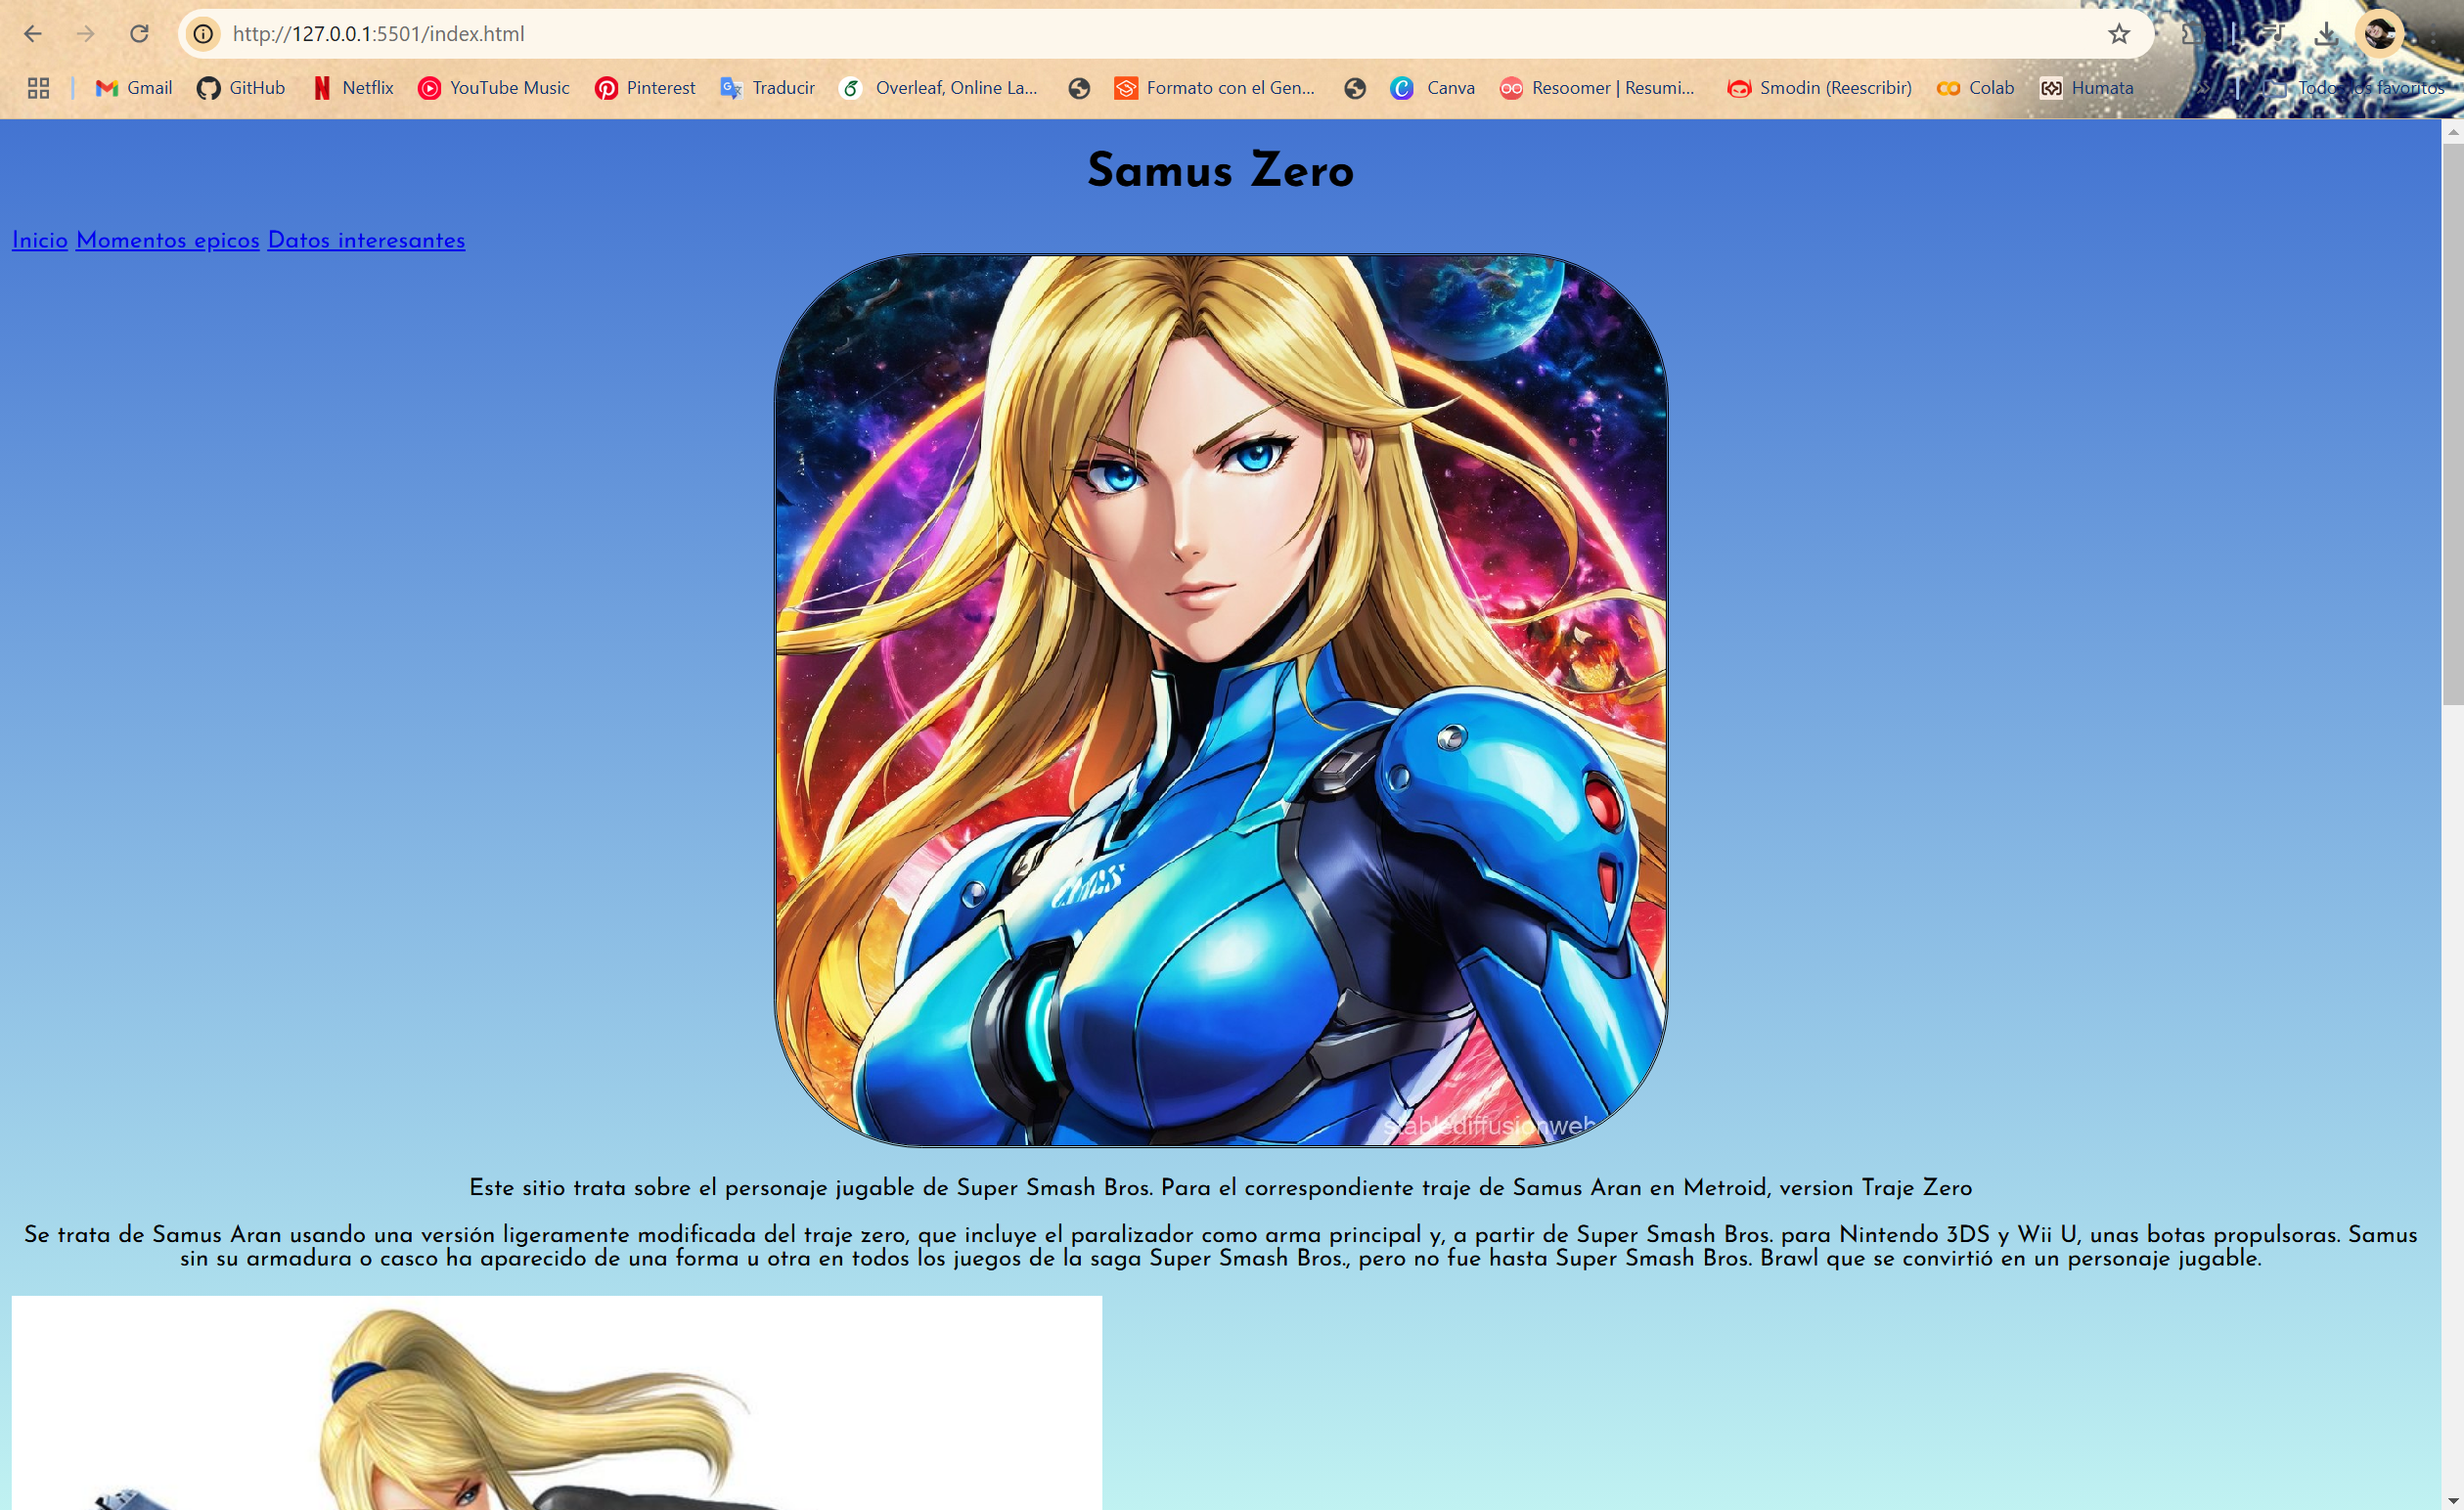 http://127.0.0.1:5501/index.html
Gmail GitHub Netflix YouTube Music Pinterest Traducir Overleaf, Online La... Formato con el Gen... Canva Resoomer | Resumi... Smodin (Reescribir) Colab Humata » Todos los favoritos
Samus Zero
Inicio Momentos epicos Datos interesantes
stablediffusionweb
Este sitio trata sobre el personaje jugable de Super Smash Bros. Para el correspondiente traje de Samus Aran en Metroid, version Traje Zero
Se trata de Samus Aran usando una versión ligeramente modificada del traje zero, que incluye el paralizador como arma principal y, a partir de Super Smash Bros. para Nintendo 3DS y Wii U, unas botas propulsoras. Samus
sin su armadura o casco ha aparecido de una forma u otra en todos los juegos de la saga Super Smash Bros., pero no fue hasta Super Smash Bros. Brawl que se convirtió en un personaje jugable.